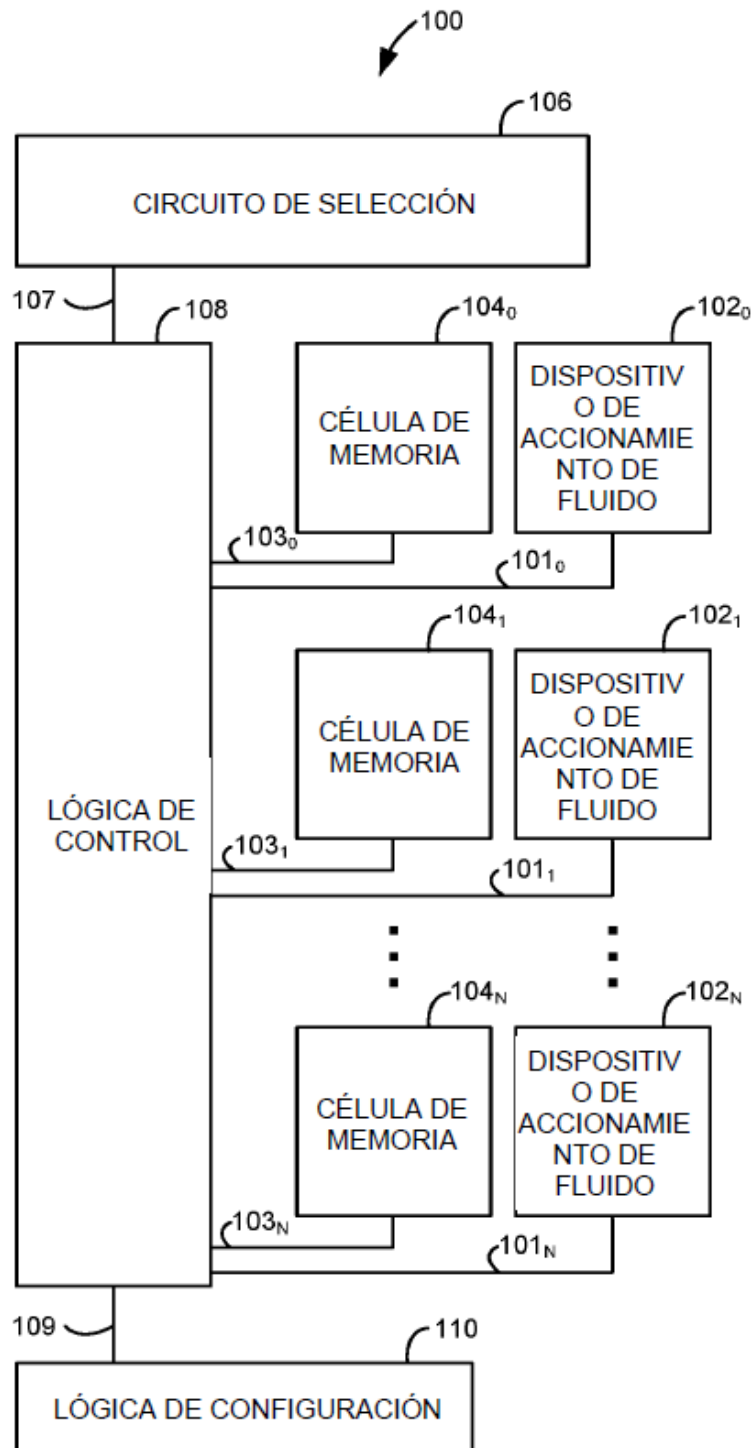 100
106
CIRCUITO DE SELECCIÓN
107
108
104₀
102₀
CÉLULA DE
MEMORIA
DISPOSITIV
O DE
ACCIONAMIE
NTO DE
FLUIDO
103₀
101₀
104₁
102₁
CÉLULA DE
MEMORIA
DISPOSITIV
O DE
ACCIONAMIE
NTO DE
FLUIDO
LÓGICA DE
CONTROL
103₁
101₁
104N
102N
CÉLULA DE
MEMORIA
DISPOSITIV
O DE
ACCIONAMIE
NTO DE
FLUIDO
103N
101N
109
110
LÓGICA DE CONFIGURACIÓN